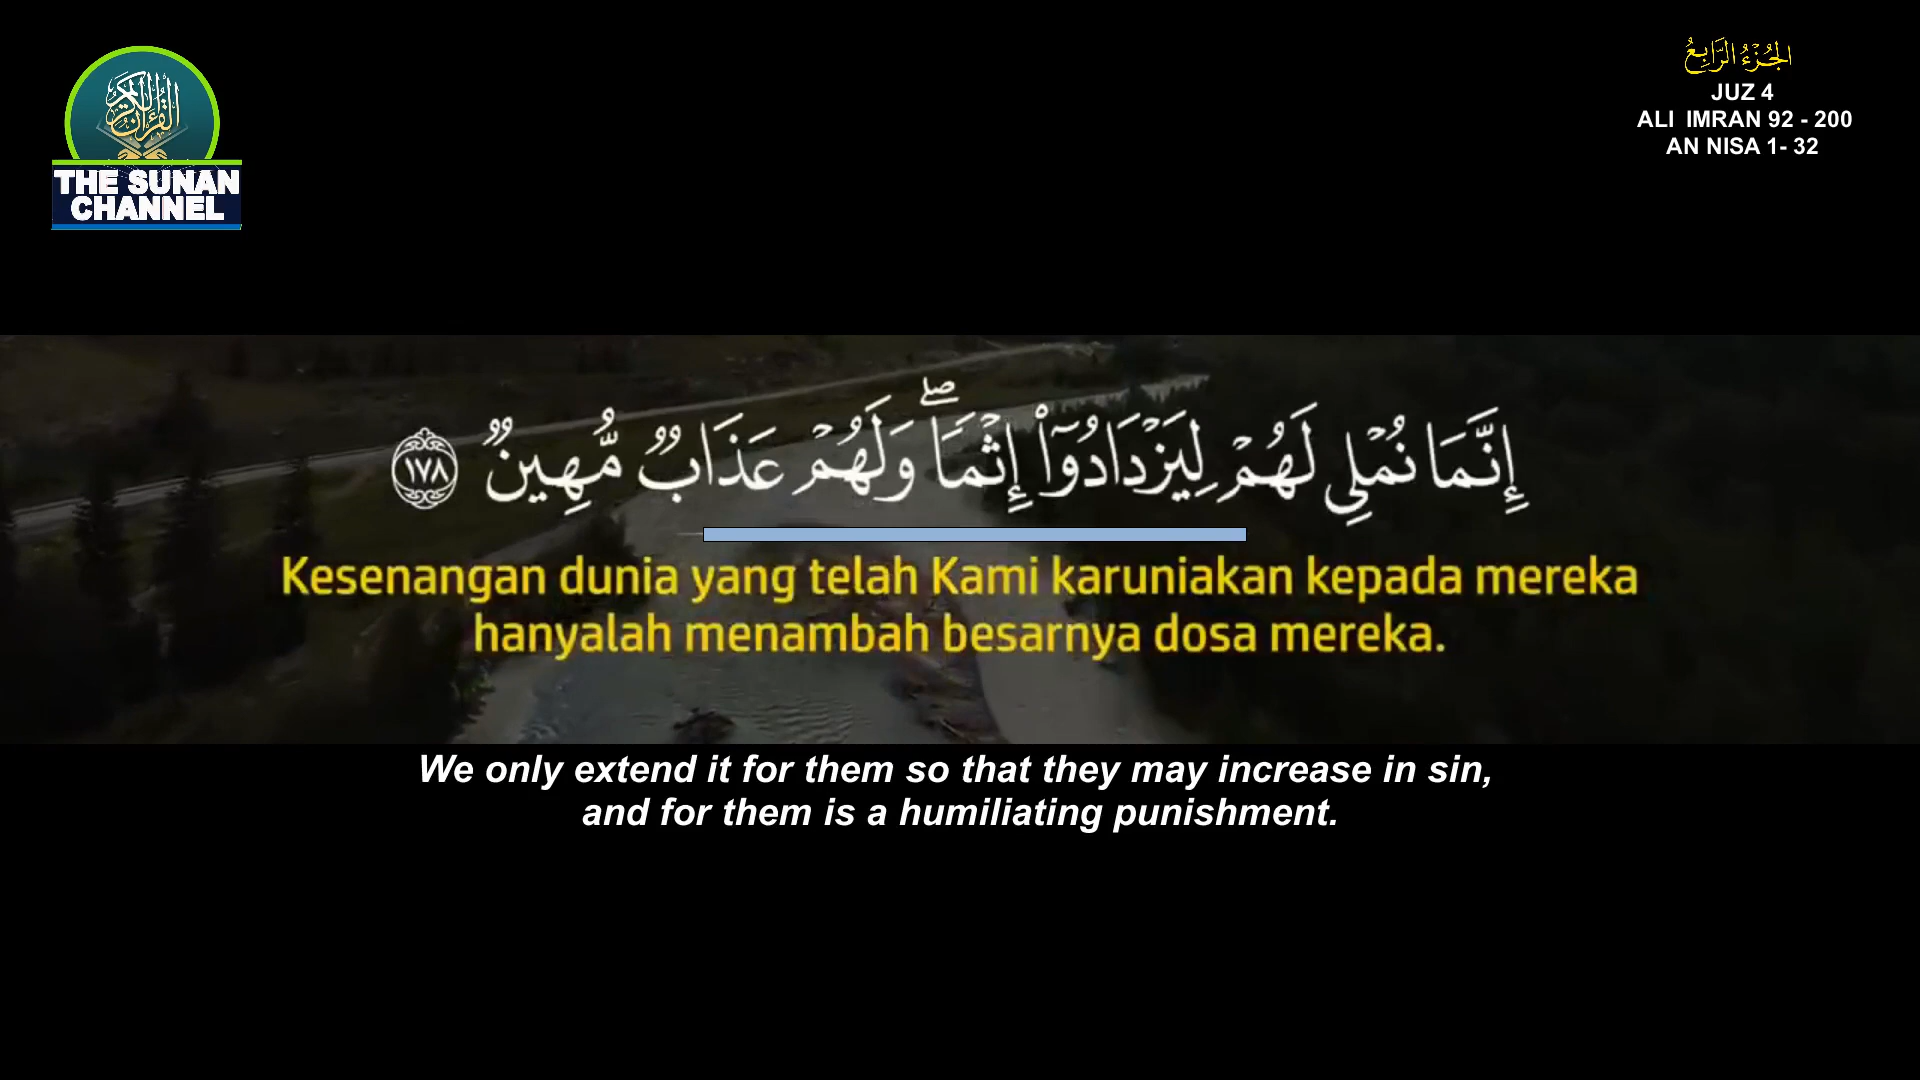 القرآن الكريم
THE SUNAN
CHANNEL
الجُزْءُ الرَّابِعُ
JUZ 4
ALI IMRAN 92 - 200
AN NISA 1- 32
إِنَّمَا نُمْلِى لَهُمْ لِيَزْدَادُوٓا۟ إِثْمًا ۖ وَلَهُمْ عَذَابٌ مُّهِينٌ ١٧٨
Kesenangan dunia yang telah Kami karuniakan kepada mereka
hanyalah menambah besarnya dosa mereka.
We only extend it for them so that they may increase in sin,
and for them is a humiliating punishment.